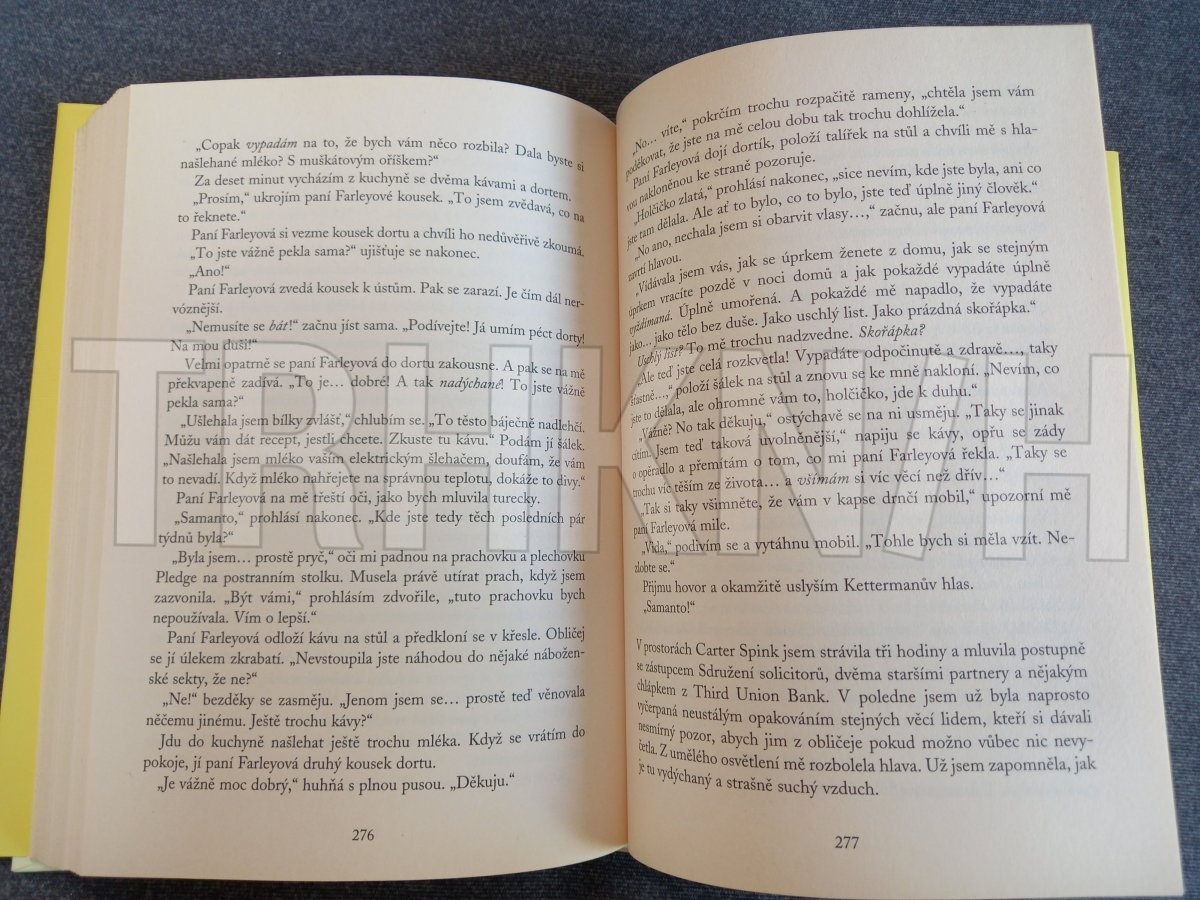 „Copak vypadám na to, že bych vám něco rozbila? Dala byste si
našlehané mléko? S muškátovým oříškem?“
Za deset minut vycházím z kuchyně se dvěma kávami a dortem.
„Prosím,“ ukrojím paní Farleyové kousek. „To jsem zvědavá, co na
to řeknete.“
Paní Farleyová si vezme kousek dortu a chvíli ho nedůvěřivě zkoumá.
„To jste vážně pekla sama?“ ujišťuje se nakonec.
„Ano!“
Paní Farleyová zvedá kousek k ústům. Pak se zarazí. Je čím dál ner-
vóznější.
„Nemusíte se bát!“ začnu jíst sama. „Podívejte! Já umím péct dorty!
Na mou duši!“
Velmi opatrně se paní Farleyová do dortu zakousne. A pak se na mě
překvapeně zadívá. „To je… dobré! A tak nadýchané! To jste vážně
pekla sama?“
„Ušlehala jsem bílky zvlášť,“ chlubím se. „To těsto báječně nadlehčí.
Můžu vám dát recept, jestli chcete. Zkuste tu kávu.“ Podám jí šálek.
„Našlehala jsem mléko vaším elektrickým šlehačem, doufám, že vám
to nevadí. Když mléko nahřejete na správnou teplotu, dokáže to divy.“
Paní Farleyová na mě třeští oči, jako bych mluvila turecky.
„Samanto,“ prohlásí nakonec. „Kde jste tedy těch posledních pár
týdnů byla?“
„Byla jsem… prostě pryč,“ oči mi padnou na prachovku a plechovku
Pledge na postranním stolku. Musela právě utírat prach, když jsem
zazvonila. „Být vámi,“ prohlásím zdvořile, „tuto prachovku bych
nepoužívala. Vím o lepší.“
Paní Farleyová odloží kávu na stůl a předkloní se v křesle. Obličej
se jí úlekem zkrabatí. „Nevstoupila jste náhodou do nějaké nábožen-
ské sekty, že ne?“
„Ne!“ bezděky se zasměju. „Jenom jsem se… prostě teď věnovala
něčemu jinému. Ještě trochu kávy?“
Jdu do kuchyně našlehat ještě trochu mléka. Když se vrátím do
pokoje, jí paní Farleyová druhý kousek dortu.
„Je vážně moc dobrý,“ huhňá s plnou pusou. „Děkuju.“
276
„No… víte,“ pokrčím trochu rozpačitě rameny, „chtěla jsem vám
poděkovat, že jste na mě celou dobu tak trochu dohlížela.“
Paní Farleyová dojí dortík, položí talířek na stůl a chvíli mě s hla-
vou nakloněnou ke straně pozoruje.
„Holčičko zlatá,“ prohlásí nakonec, „sice nevím, kde jste byla, ani co
jste tam dělala. Ale ať to bylo, co to bylo, jste teď úplně jiný člověk.“
„No ano, nechala jsem si obarvit vlasy…,“ začnu, ale paní Farleyová
zavrtí hlavou.
„Vídávala jsem vás, jak se úprkem ženete z domu, jak se stejným
úprkem vracíte pozdě v noci domů a jak pokaždé vypadáte úplně
vyždímaná. Úplně umořená. A pokaždé mě napadlo, že vypadáte
jako… jako tělo bez duše. Jako uschlý list. Jako prázdná skořápka.“
Uschlý list? To mě trochu nadzvedne. Skořápka?
„Ale teď jste celá rozkvetla! Vypadáte odpočinutě a zdravě…, taky
šťastně…,“ položí šálek na stůl a znovu se ke mně nakloní. „Nevím, co
jste to dělala, ale ohromně vám to, holčičko, jde k duhu.“
„Vážně? No tak děkuju,“ ostýchavě se na ni usměju. „Taky se jinak
cítím. Jsem teď taková uvolněnější,“ napiju se kávy, opřu se zády
o opěradlo a přemítám o tom, co mi paní Farleyová řekla. „Taky se
trochu víc těším ze života… a všímám si víc věcí než dřív…“
„Tak si taky všimněte, že vám v kapse drnčí mobil,“ upozorní mě
paní Farleyová mile.
„Vida,“ podivím se a vytáhnu mobil. „Tohle bych si měla vzít. Ne-
zlobte se.“
Přijmu hovor a okamžitě uslyším Kettermanův hlas.
„Samanto!“
V prostorách Carter Spink jsem strávila tři hodiny a mluvila postupně
se zástupcem Sdružení solicitorů, dvěma staršími partnery a nějakým
chlápkem z Third Union Bank. V poledne jsem už byla naprosto
vyčerpaná neustálým opakováním stejných věcí lidem, kteří si dávali
nesmírný pozor, abych jim z obličeje pokud možno vůbec nic nevy-
četla. Z umělého osvětlení mě rozbolela hlava. Už jsem zapomněla, jak
je tu vydýchaný a strašně suchý vzduch.
277
TRHKNIH